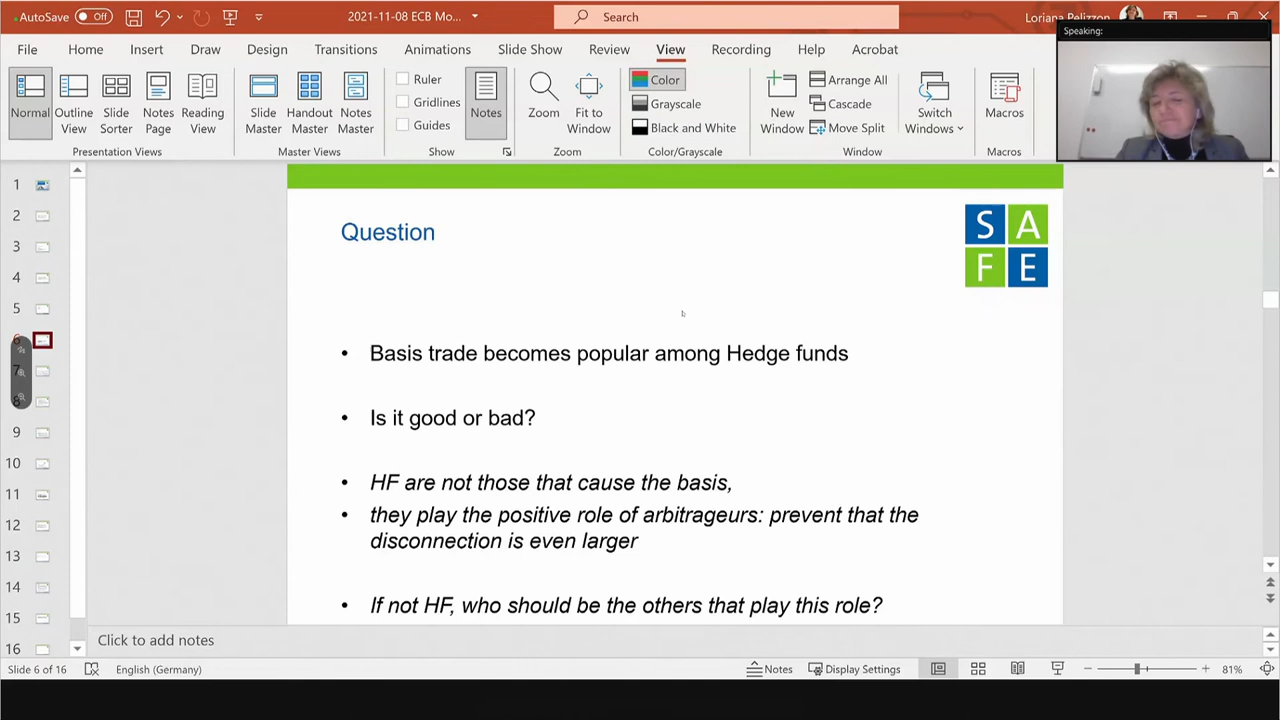 AutoSave Off 2021-11-08 ECB Mo... Search Loriana Pelizzon
Speaking:
File Home Insert Draw Design Transitions Animations Slide Show Review View Recording Help Acrobat
Normal Outline View Slide Sorter Notes Page Reading View
Slide Master Handout Master Notes Master
Ruler
Gridlines
Guides
Notes
Zoom Fit to Window
Color
Grayscale
Black and White
New Window
Arrange All
Cascade
Move Split
Switch Windows
Macros
Presentation Views Master Views Show Zoom Color/Grayscale Window Macros
1
2
3
4
5
6
7
9
10
11
12
13
14
15
16
Question
S A
F E
• Basis trade becomes popular among Hedge funds
• Is it good or bad?
• HF are not those that cause the basis,
• they play the positive role of arbitrageurs: prevent that the
disconnection is even larger
• If not HF, who should be the others that play this role?
Click to add notes
Slide 6 of 16 English (Germany) Notes Display Settings 81%